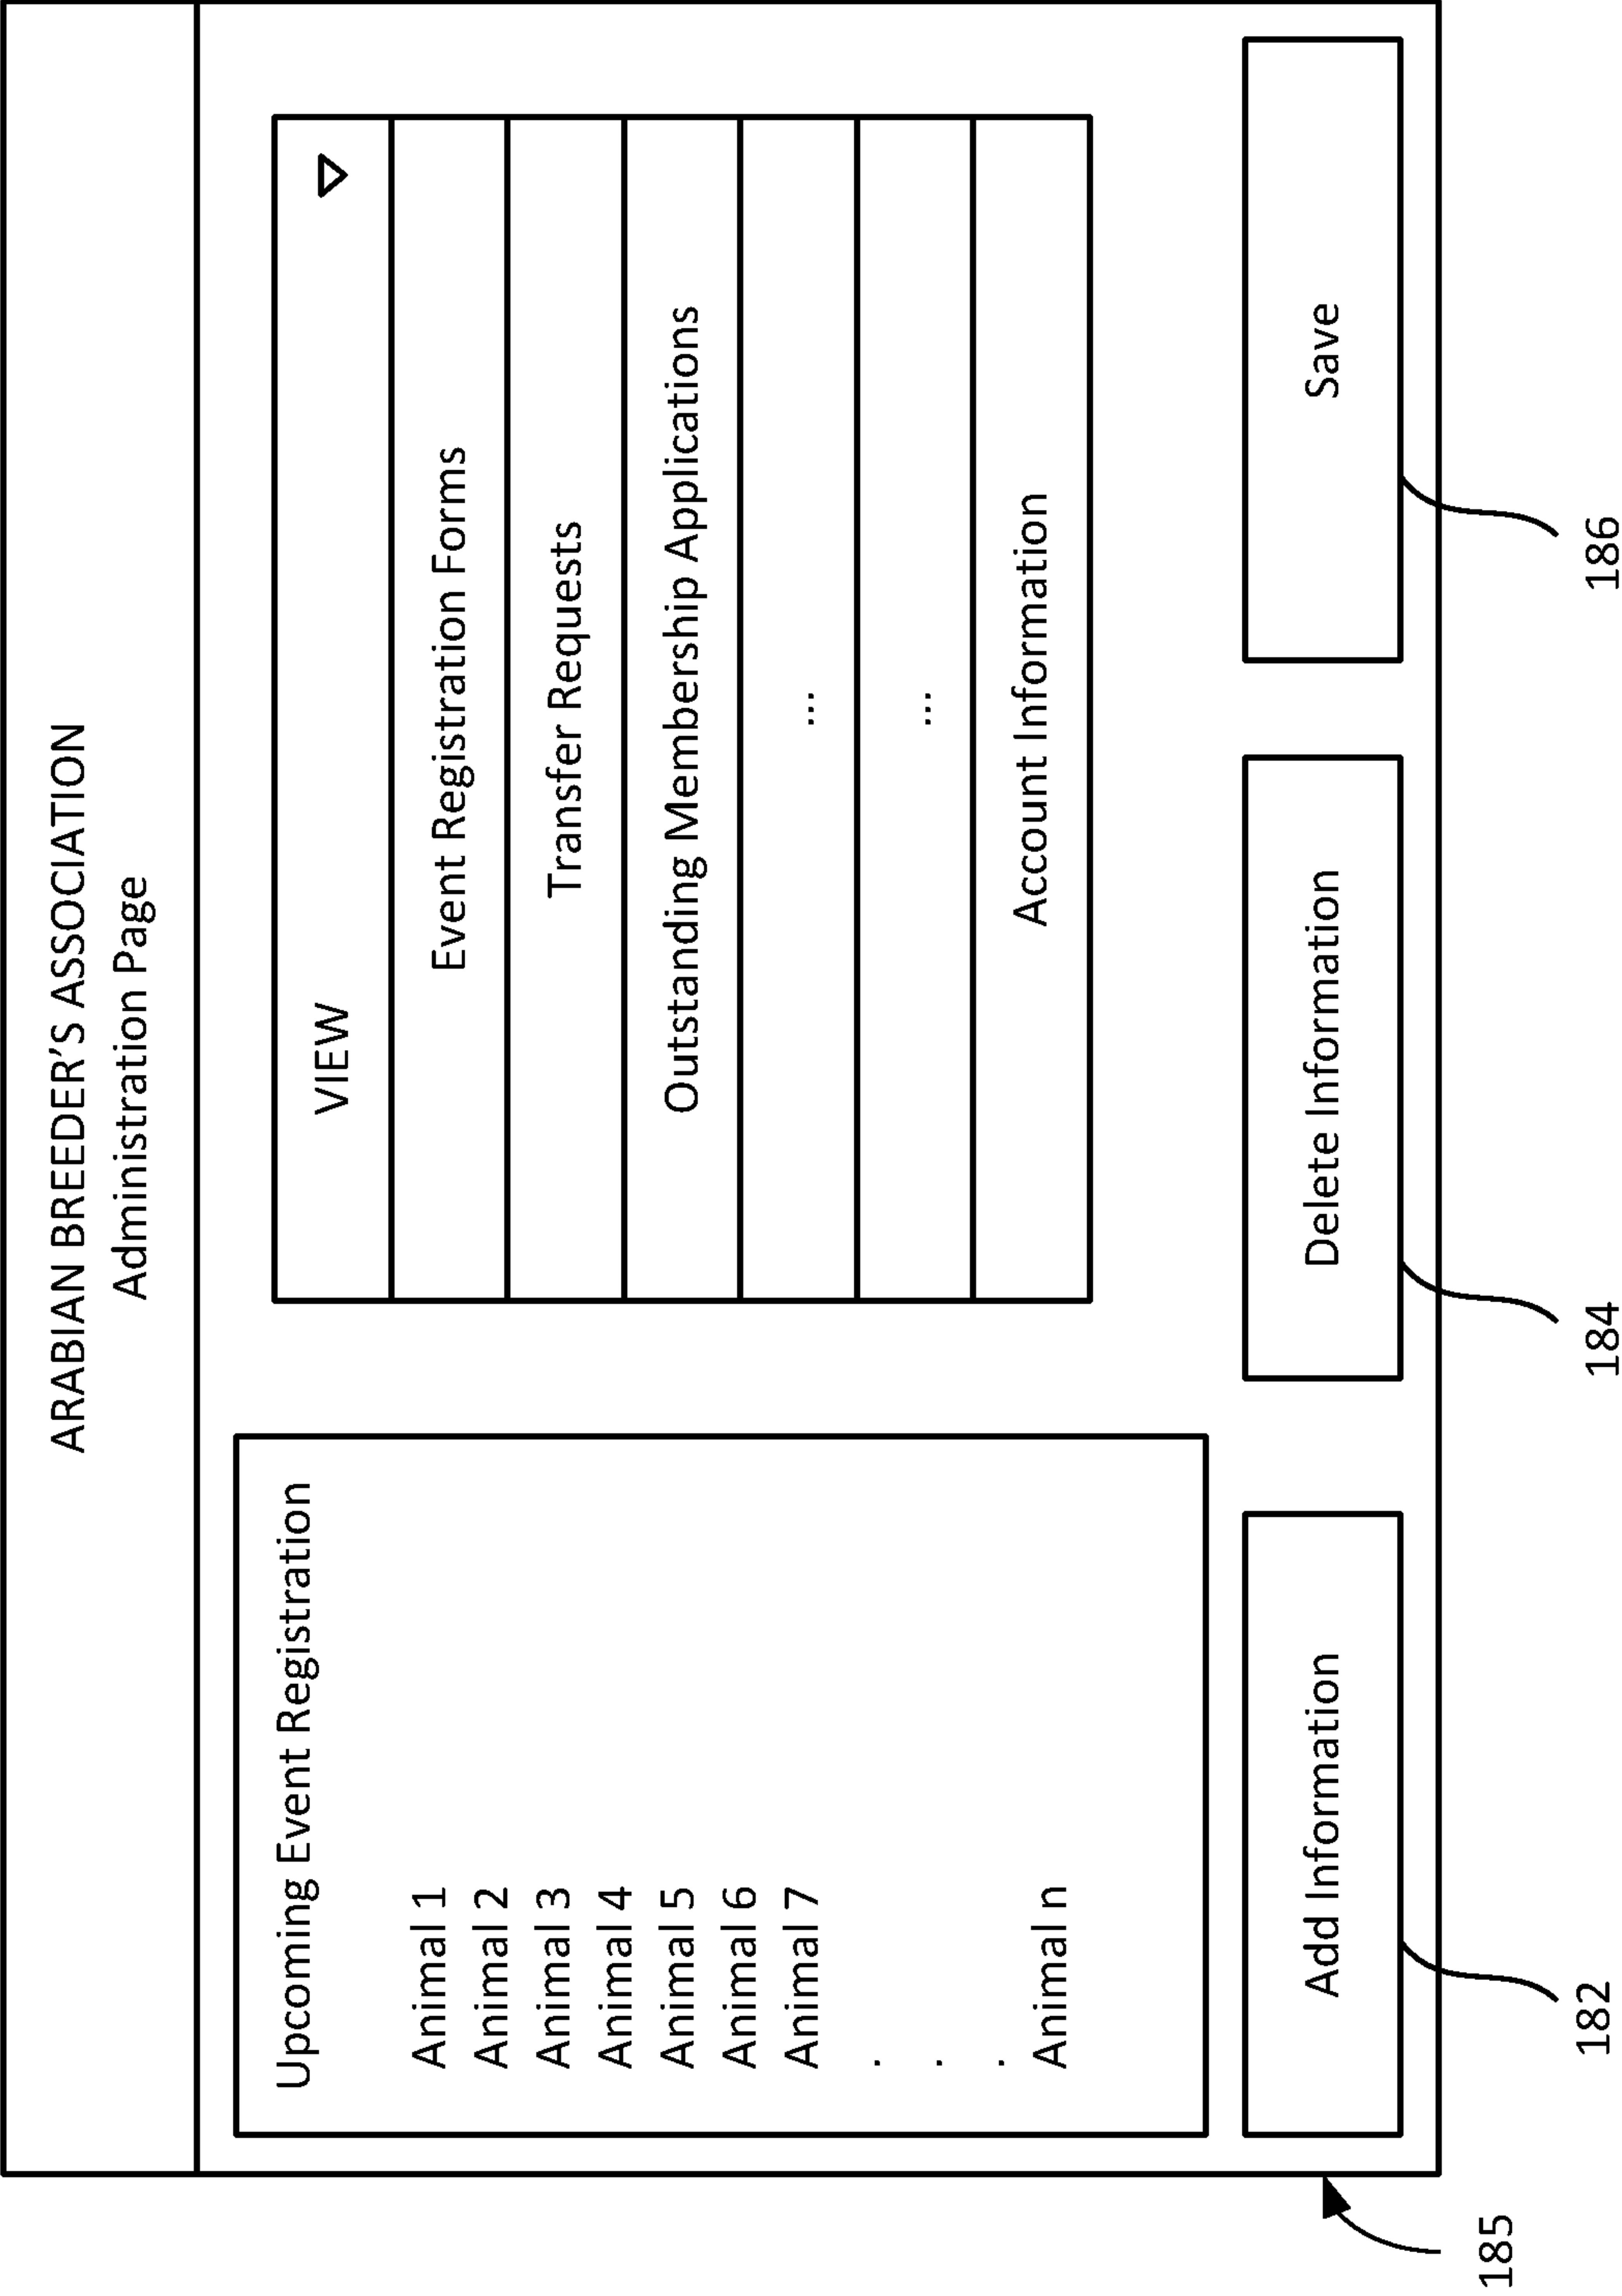 ARABIAN BREEDER’S ASSOCIATION
Administration Page
Upcoming Event Registration
Animal 1
Animal 2
Animal 3
Animal 4
Animal 5
Animal 6
Animal 7
.
.
.
Animal n
VIEW
Event Registration Forms
Transfer Requests
Outstanding Membership Applications
...
...
Account Information
Add Information
Delete Information
Save
185
182
184
186